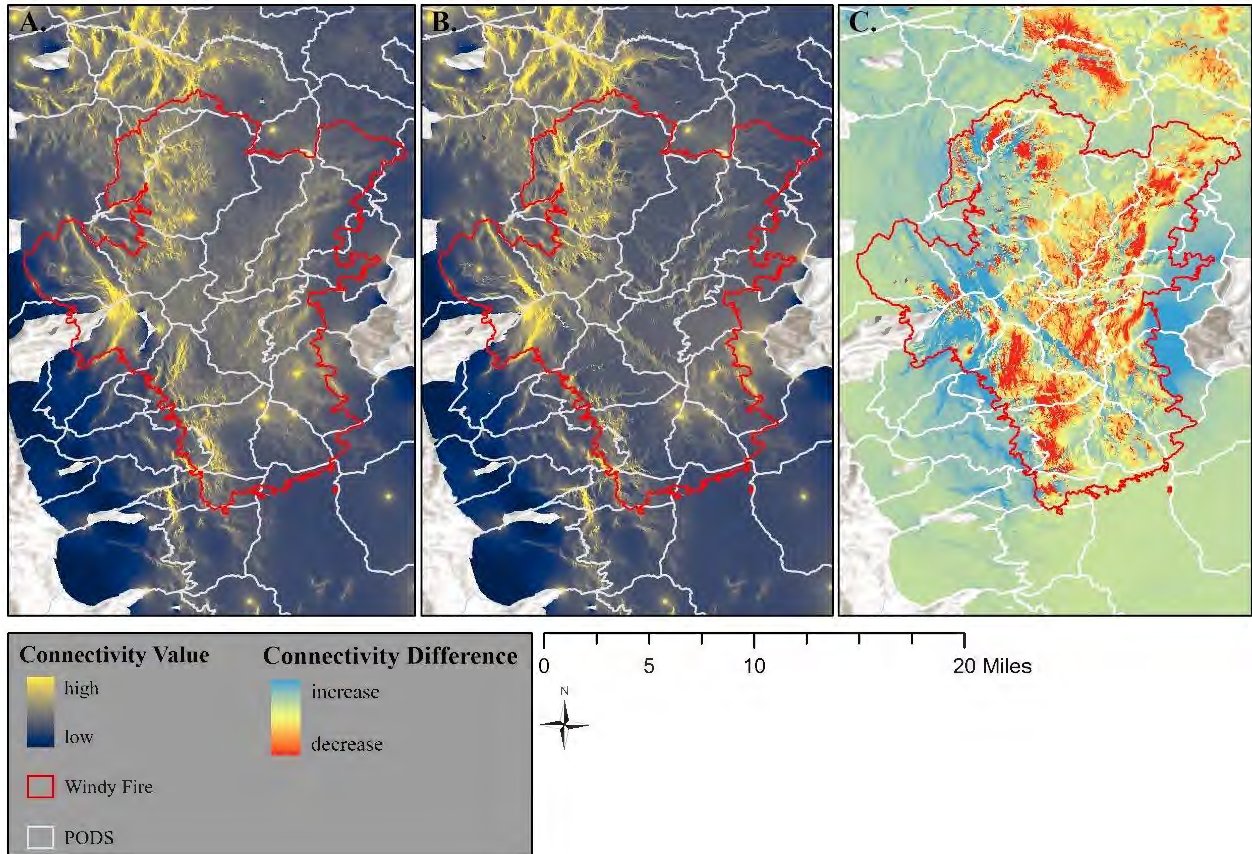 A. B. C.
Connectivity Value Connectivity Difference
high increase
low decrease
Windy Fire
PODS
0 5 10 20 Miles
N